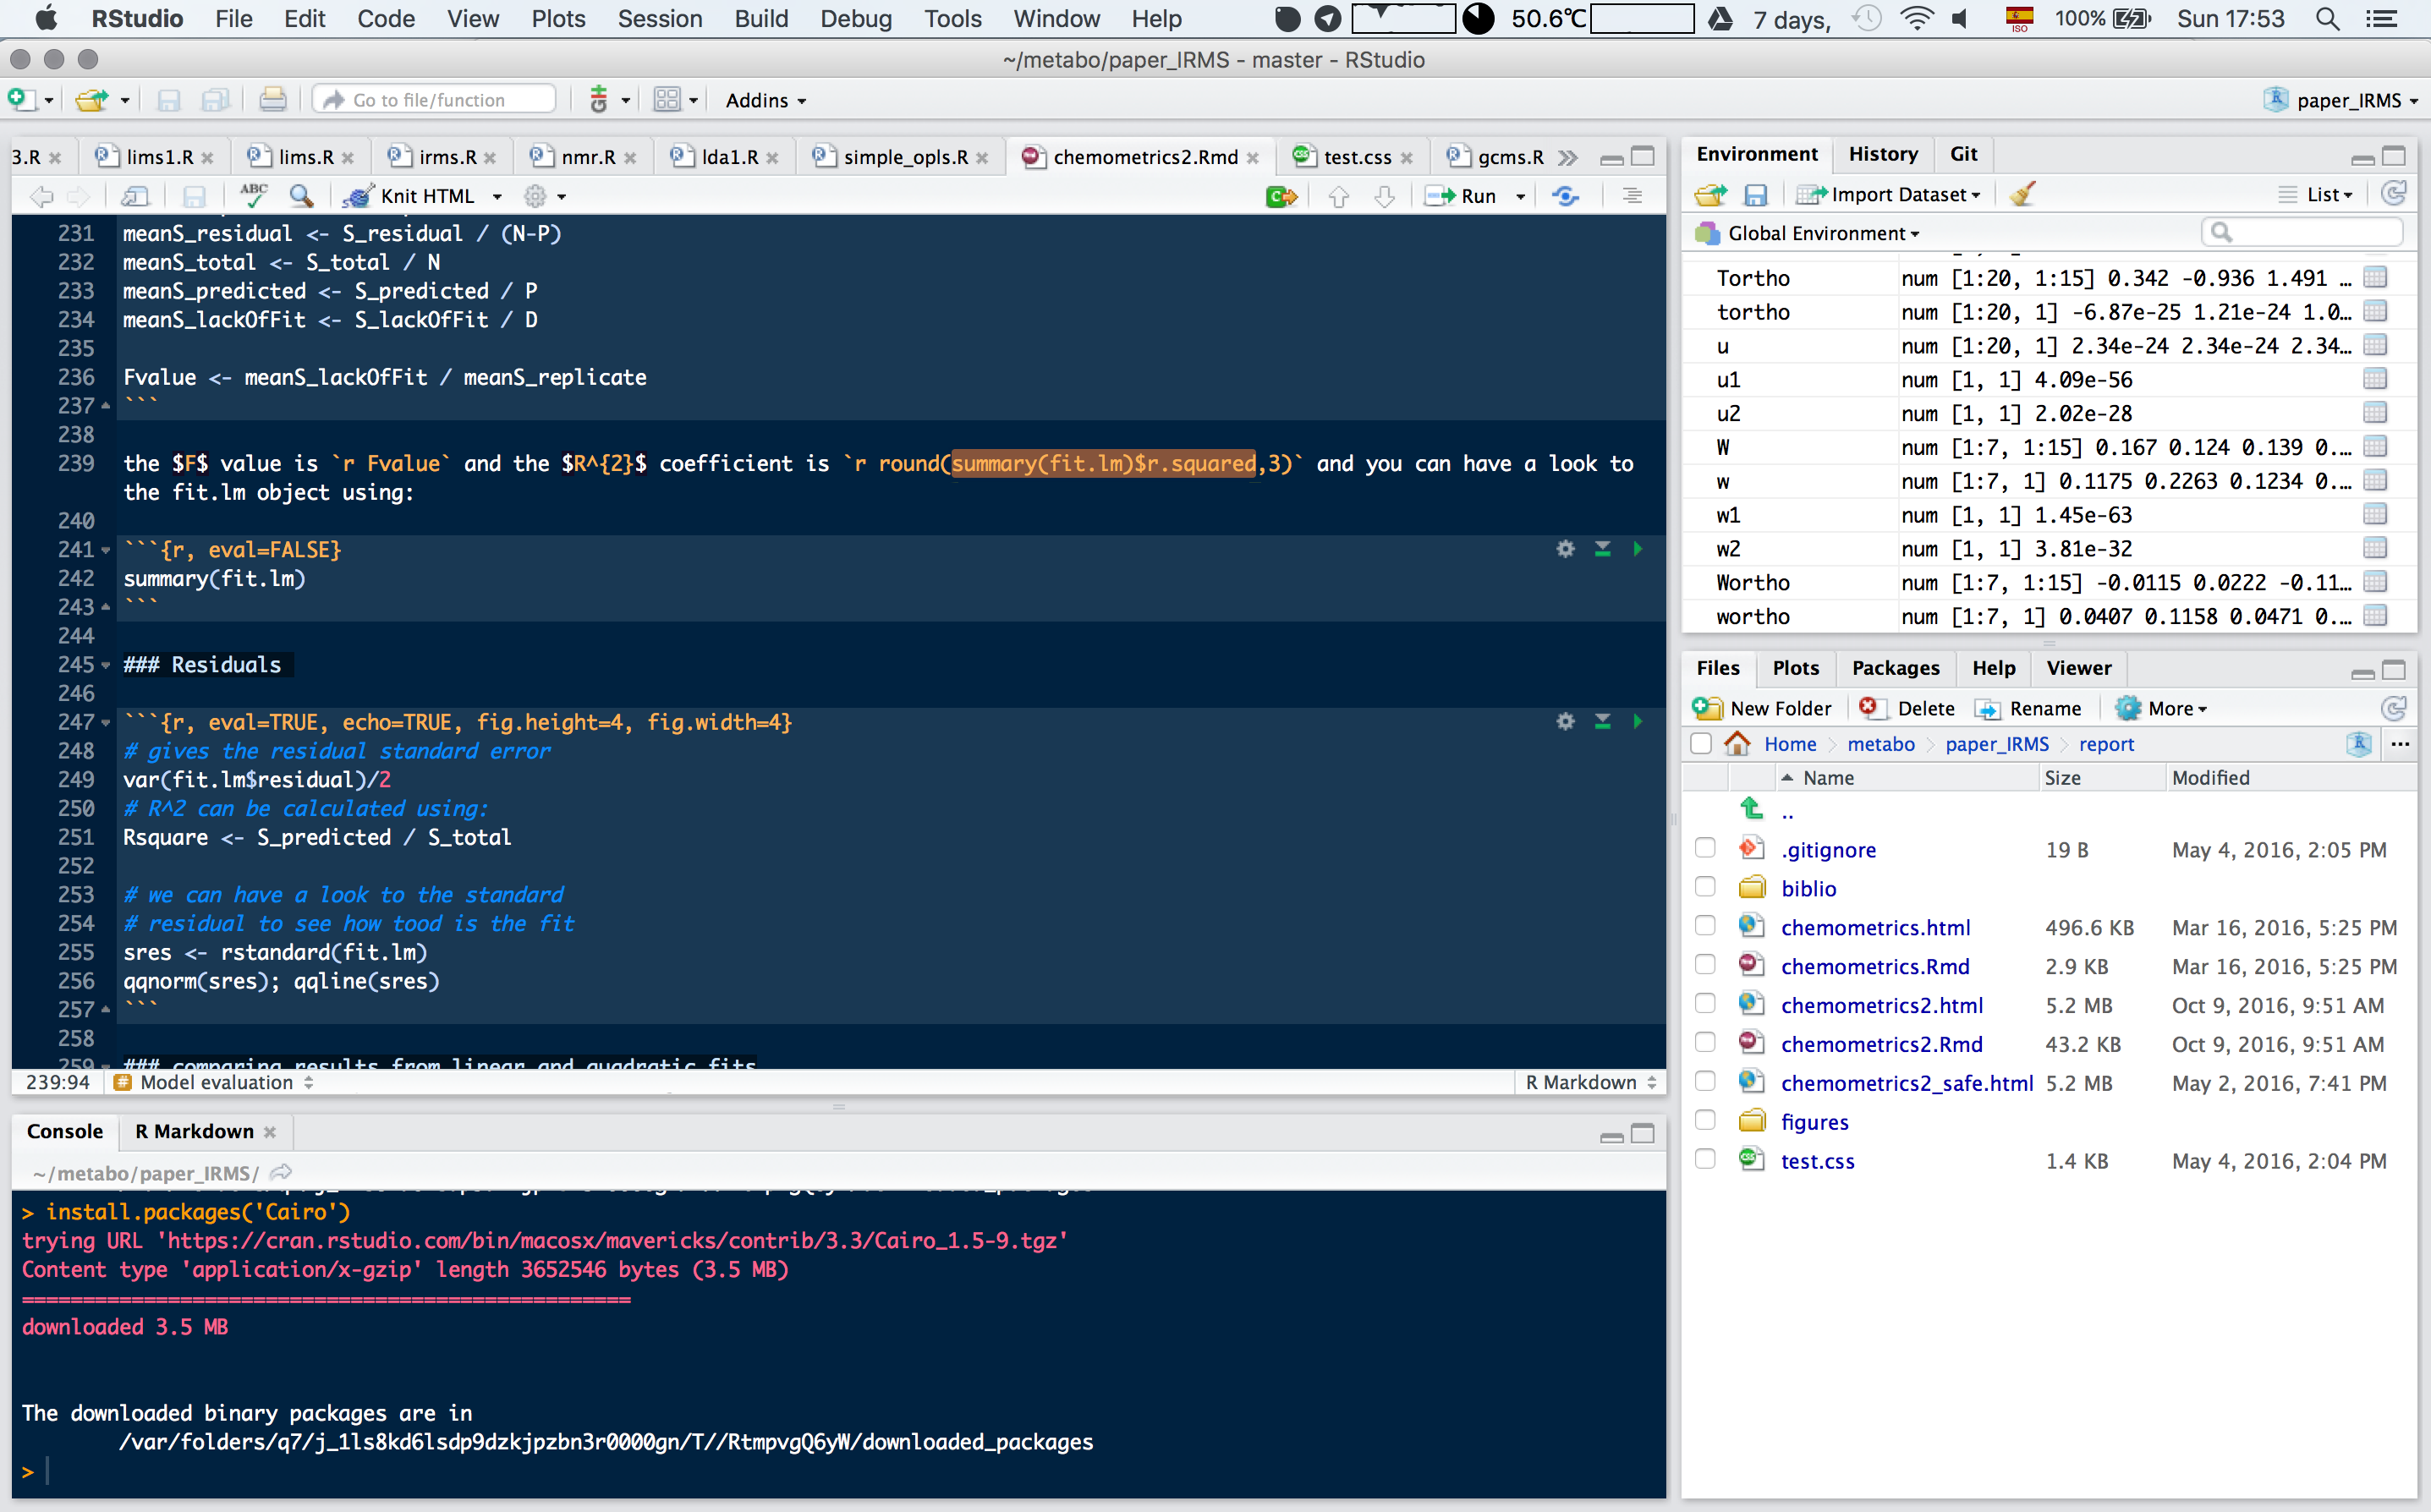 RStudio File Edit Code View Plots Session Build Debug Tools Window Help 50.6℃ 7 days, ISO 100% Sun 17:53
~/metabo/paper_IRMS - master - RStudio
Go to file/function Addins paper_IRMS
3.R lims1.R lims.R irms.R nmr.R lda1.R simple_opls.R chemometrics2.Rmd test.css gcms.R
ABC Knit HTML Run
231 meanS_residual <- S_residual / (N-P)
232 meanS_total <- S_total / N
233 meanS_predicted <- S_predicted / P
234 meanS_lackOfFit <- S_lackOfFit / D
235
236 Fvalue <- meanS_lackOfFit / meanS_replicate
237 ```
238
239 the $F$ value is `r Fvalue` and the $R^{2}$ coefficient is `r round(summary(fit.lm)$r.squared,3)` and you can have a look to
the fit.lm object using:
240
241 ```{r, eval=FALSE}
242 summary(fit.lm)
243 ```
244
245 ### Residuals
246
247 ```{r, eval=TRUE, echo=TRUE, fig.height=4, fig.width=4}
248 # gives the residual standard error
249 var(fit.lm$residual)/2
250 # R^2 can be calculated using:
251 Rsquare <- S_predicted / S_total
252
253 # we can have a look to the standard
254 # residual to see how tood is the fit
255 sres <- rstandard(fit.lm)
256 qqnorm(sres); qqline(sres)
257 ```
258
259 ### comparing results from linear and quadratic fits
239:94 # Model evaluation R Markdown
Console R Markdown
~/metabo/paper_IRMS/
> install.packages('Cairo')
trying URL 'https://cran.rstudio.com/bin/macosx/mavericks/contrib/3.3/Cairo_1.5-9.tgz'
Content type 'application/x-gzip' length 3652546 bytes (3.5 MB)
==================================================
downloaded 3.5 MB
The downloaded binary packages are in
/var/folders/q7/j_1ls8kd6lsdp9dzkjpzbn3r0000gn/T//RtmpvgQ6yW/downloaded_packages
>
Environment History Git
Import Dataset List
Global Environment
Tortho num [1:20, 1:15] 0.342 -0.936 1.491 …
tortho num [1:20, 1] -6.87e-25 1.21e-24 1.0…
u num [1:20, 1] 2.34e-24 2.34e-24 2.34…
u1 num [1, 1] 4.09e-56
u2 num [1, 1] 2.02e-28
W num [1:7, 1:15] 0.167 0.124 0.139 0.…
w num [1:7, 1] 0.1175 0.2263 0.1234 0.…
w1 num [1, 1] 1.45e-63
w2 num [1, 1] 3.81e-32
Wortho num [1:7, 1:15] -0.0115 0.0222 -0.11…
wortho num [1:7, 1] 0.0407 0.1158 0.0471 0.…
Files Plots Packages Help Viewer
New Folder Delete Rename More
Home metabo paper_IRMS report ...
Name Size Modified
..
.gitignore 19 B May 4, 2016, 2:05 PM
biblio
chemometrics.html 496.6 KB Mar 16, 2016, 5:25 PM
chemometrics.Rmd 2.9 KB Mar 16, 2016, 5:25 PM
chemometrics2.html 5.2 MB Oct 9, 2016, 9:51 AM
chemometrics2.Rmd 43.2 KB Oct 9, 2016, 9:51 AM
chemometrics2_safe.html 5.2 MB May 2, 2016, 7:41 PM
figures
test.css 1.4 KB May 4, 2016, 2:04 PM